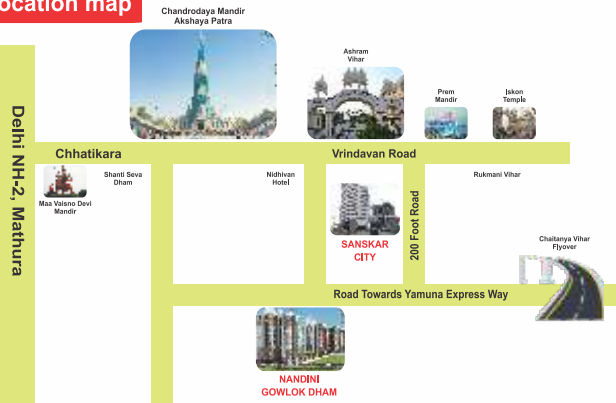 ocation map
Chandrodaya Mandir
Akshaya Patra
Ashram
Vihar
Prem
Mandir
Iskon
Temple
Delhi NH-2, Mathura
Chhatikara
Vrindavan Road
Maa Vaisno Devi
Mandir
Shanti Seva
Dham
Nidhivan
Hotel
SANSKAR
CITY
200 Foot Road
Rukmani Vihar
Chaitanya Vihar
Flyover
Road Towards Yamuna Express Way
NANDINI
GOWLOK DHAM